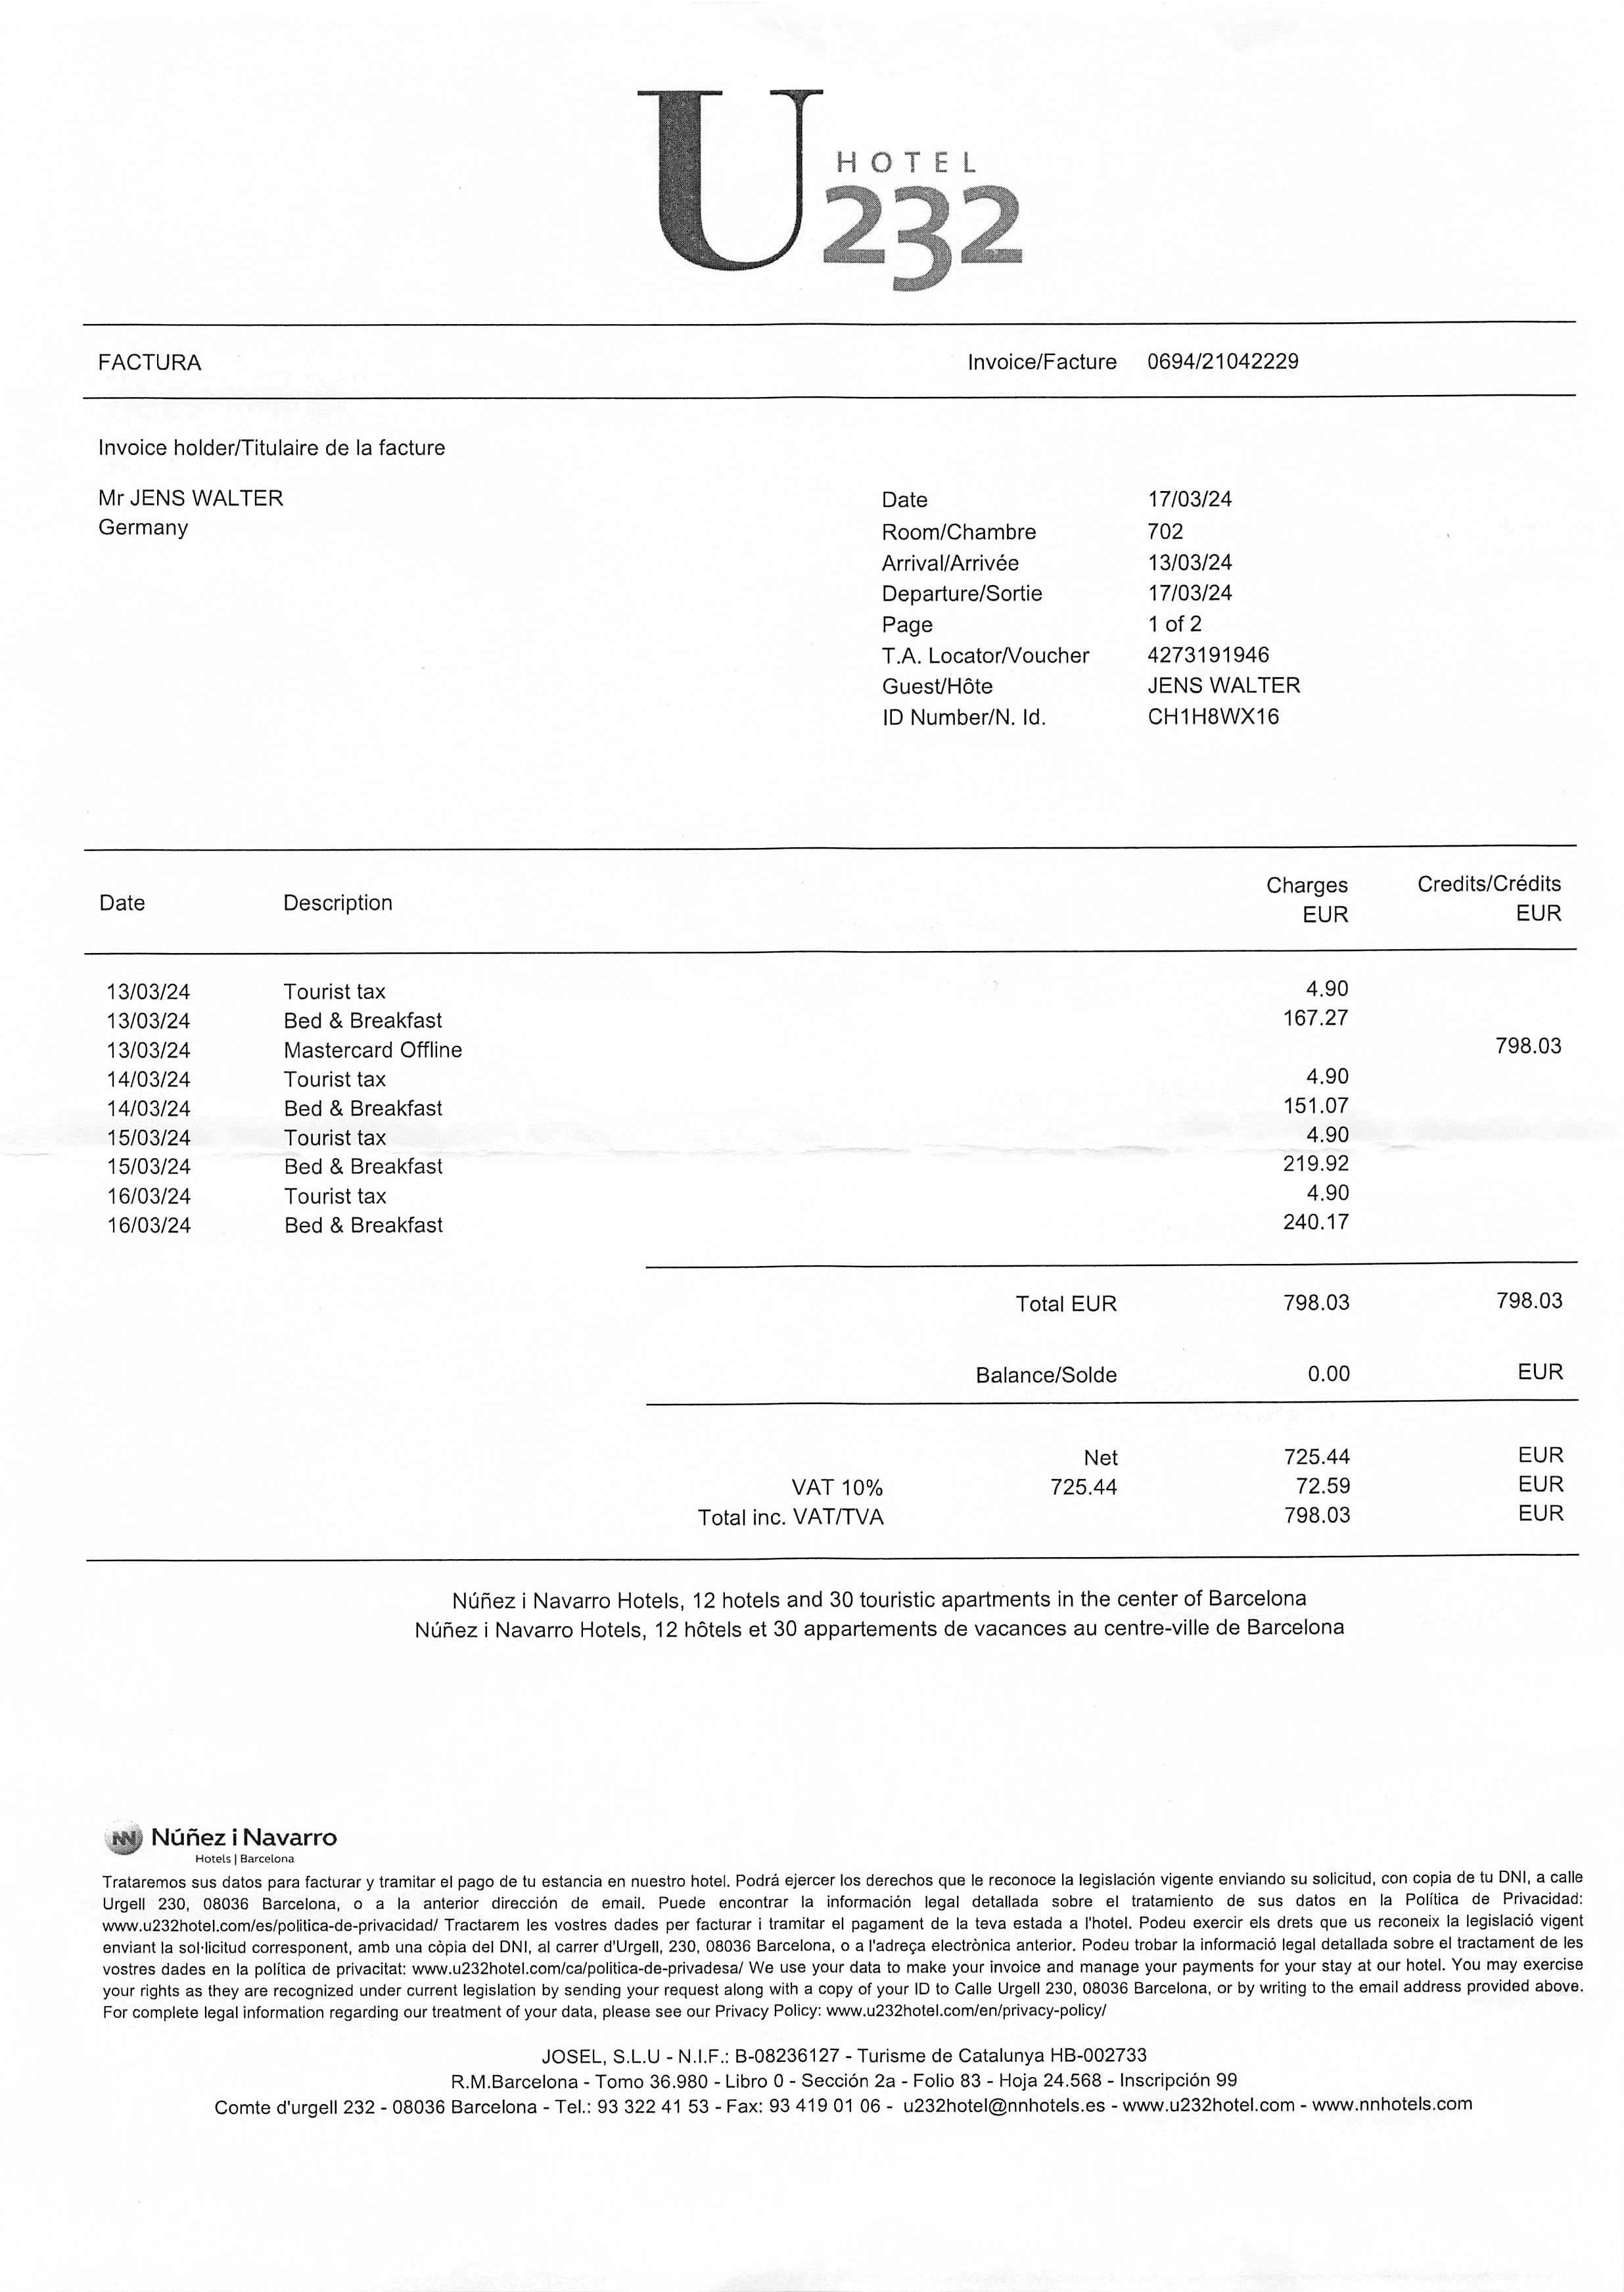 U HOTEL
232
FACTURA Invoice/Facture 0694/21042229
Invoice holder/Titulaire de la facture
Mr JENS WALTER
Germany
Date 17/03/24
Room/Chambre 702
Arrival/Arrivée 13/03/24
Departure/Sortie 17/03/24
Page 1 of 2
T.A. Locator/Voucher 4273191946
Guest/Hôte JENS WALTER
ID Number/N. Id. CH1H8WX16
Date Description Charges EUR Credits/Crédits EUR
13/03/24 Tourist tax 4.90
13/03/24 Bed & Breakfast 167.27
13/03/24 Mastercard Offline 798.03
14/03/24 Tourist tax 4.90
14/03/24 Bed & Breakfast 151.07
15/03/24 Tourist tax 4.90
15/03/24 Bed & Breakfast 219.92
16/03/24 Tourist tax 4.90
16/03/24 Bed & Breakfast 240.17
Total EUR 798.03 798.03
Balance/Solde 0.00 EUR
Net 725.44 EUR
VAT 10% 725.44 72.59 EUR
Total inc. VAT/TVA 798.03 EUR
Núñez i Navarro Hotels, 12 hotels and 30 touristic apartments in the center of Barcelona
Núñez i Navarro Hotels, 12 hôtels et 30 appartements de vacances au centre-ville de Barcelona
NN Núñez i Navarro
Hotels | Barcelona
Trataremos sus datos para facturar y tramitar el pago de tu estancia en nuestro hotel. Podrá ejercer los derechos que le reconoce la legislación vigente enviando su solicitud, con copia de tu DNI, a calle
Urgell 230, 08036 Barcelona, o a la anterior dirección de email. Puede encontrar la información legal detallada sobre el tratamiento de sus datos en la Política de Privacidad:
www.u232hotel.com/es/politica-de-privacidad/ Tractarem les vostres dades per facturar i tramitar el pagament de la teva estada a l'hotel. Podeu exercir els drets que us reconeix la legislació vigent
enviant la sol·licitud corresponent, amb una còpia del DNI, al carrer d'Urgell, 230, 08036 Barcelona, o a l'adreça electrònica anterior. Podeu trobar la informació legal detallada sobre el tractament de les
vostres dades en la política de privacitat: www.u232hotel.com/ca/politica-de-privadesa/ We use your data to make your invoice and manage your payments for your stay at our hotel. You may exercise
your rights as they are recognized under current legislation by sending your request along with a copy of your ID to Calle Urgell 230, 08036 Barcelona, or by writing to the email address provided above.
For complete legal information regarding our treatment of your data, please see our Privacy Policy: www.u232hotel.com/en/privacy-policy/
JOSEL, S.L.U - N.I.F.: B-08236127 - Turisme de Catalunya HB-002733
R.M.Barcelona - Tomo 36.980 - Libro 0 - Sección 2a - Folio 83 - Hoja 24.568 - Inscripción 99
Comte d'urgell 232 - 08036 Barcelona - Tel.: 93 322 41 53 - Fax: 93 419 01 06 - u232hotel@nnhotels.es - www.u232hotel.com - www.nnhotels.com